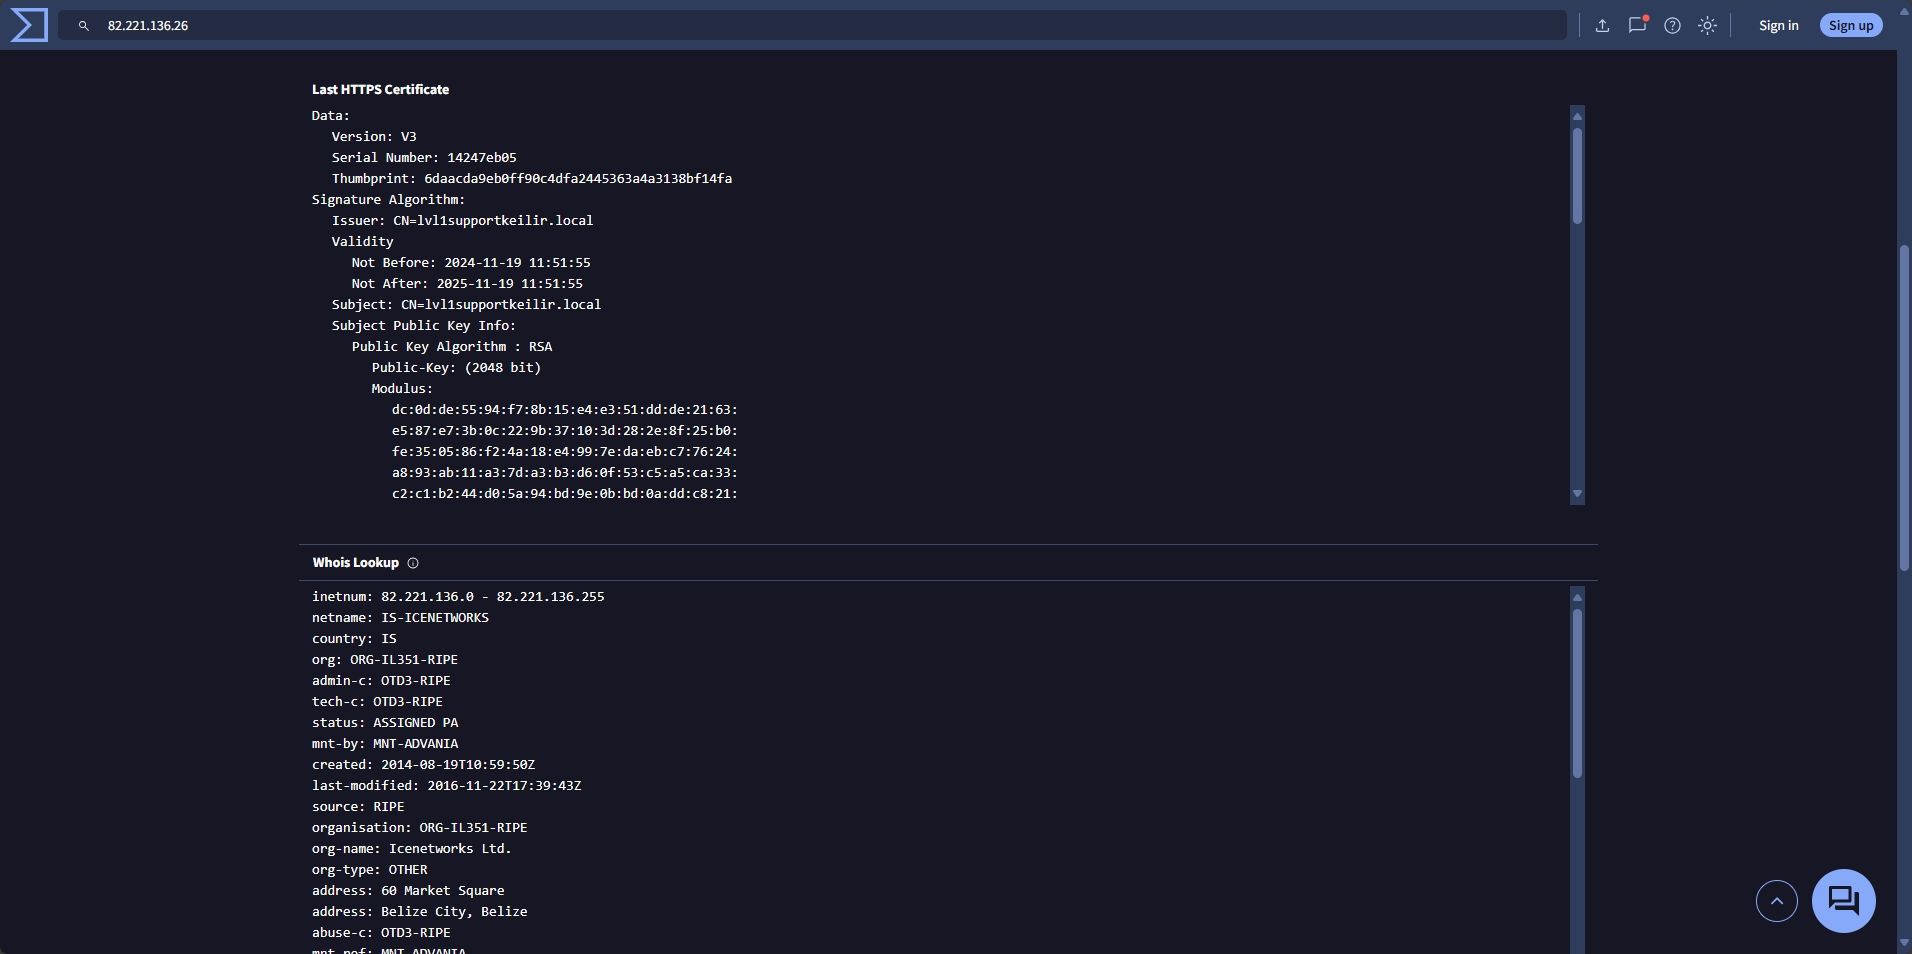 82.221.136.26
Sign in
Sign up
Last HTTPS Certificate
Data:
Version: V3
Serial Number: 14247eb05
Thumbprint: 6daacda9eb0ff90c4dfa2445363a4a3138bf14fa
Signature Algorithm:
Issuer: CN=lvl1supportkeilir.local
Validity
Not Before: 2024-11-19 11:51:55
Not After: 2025-11-19 11:51:55
Subject: CN=lvl1supportkeilir.local
Subject Public Key Info:
Public Key Algorithm : RSA
Public-Key: (2048 bit)
Modulus:
dc:0d:de:55:94:f7:8b:15:e4:e3:51:dd:de:21:63:
e5:87:e7:3b:0c:22:9b:37:10:3d:28:2e:8f:25:b0:
fe:35:05:86:f2:4a:18:e4:99:7e:da:eb:c7:76:24:
a8:93:ab:11:a3:7d:a3:b3:d6:0f:53:c5:a5:ca:33:
c2:c1:b2:44:d0:5a:94:bd:9e:0b:bd:0a:dd:c8:21:
Whois Lookup
inetnum: 82.221.136.0 - 82.221.136.255
netname: IS-ICENETWORKS
country: IS
org: ORG-IL351-RIPE
admin-c: OTD3-RIPE
tech-c: OTD3-RIPE
status: ASSIGNED PA
mnt-by: MNT-ADVANIA
created: 2014-08-19T10:59:50Z
last-modified: 2016-11-22T17:39:43Z
source: RIPE
organisation: ORG-IL351-RIPE
org-name: Icenetworks Ltd.
org-type: OTHER
address: 60 Market Square
address: Belize City, Belize
abuse-c: OTD3-RIPE
mnt-ref: MNT-ADVANIA